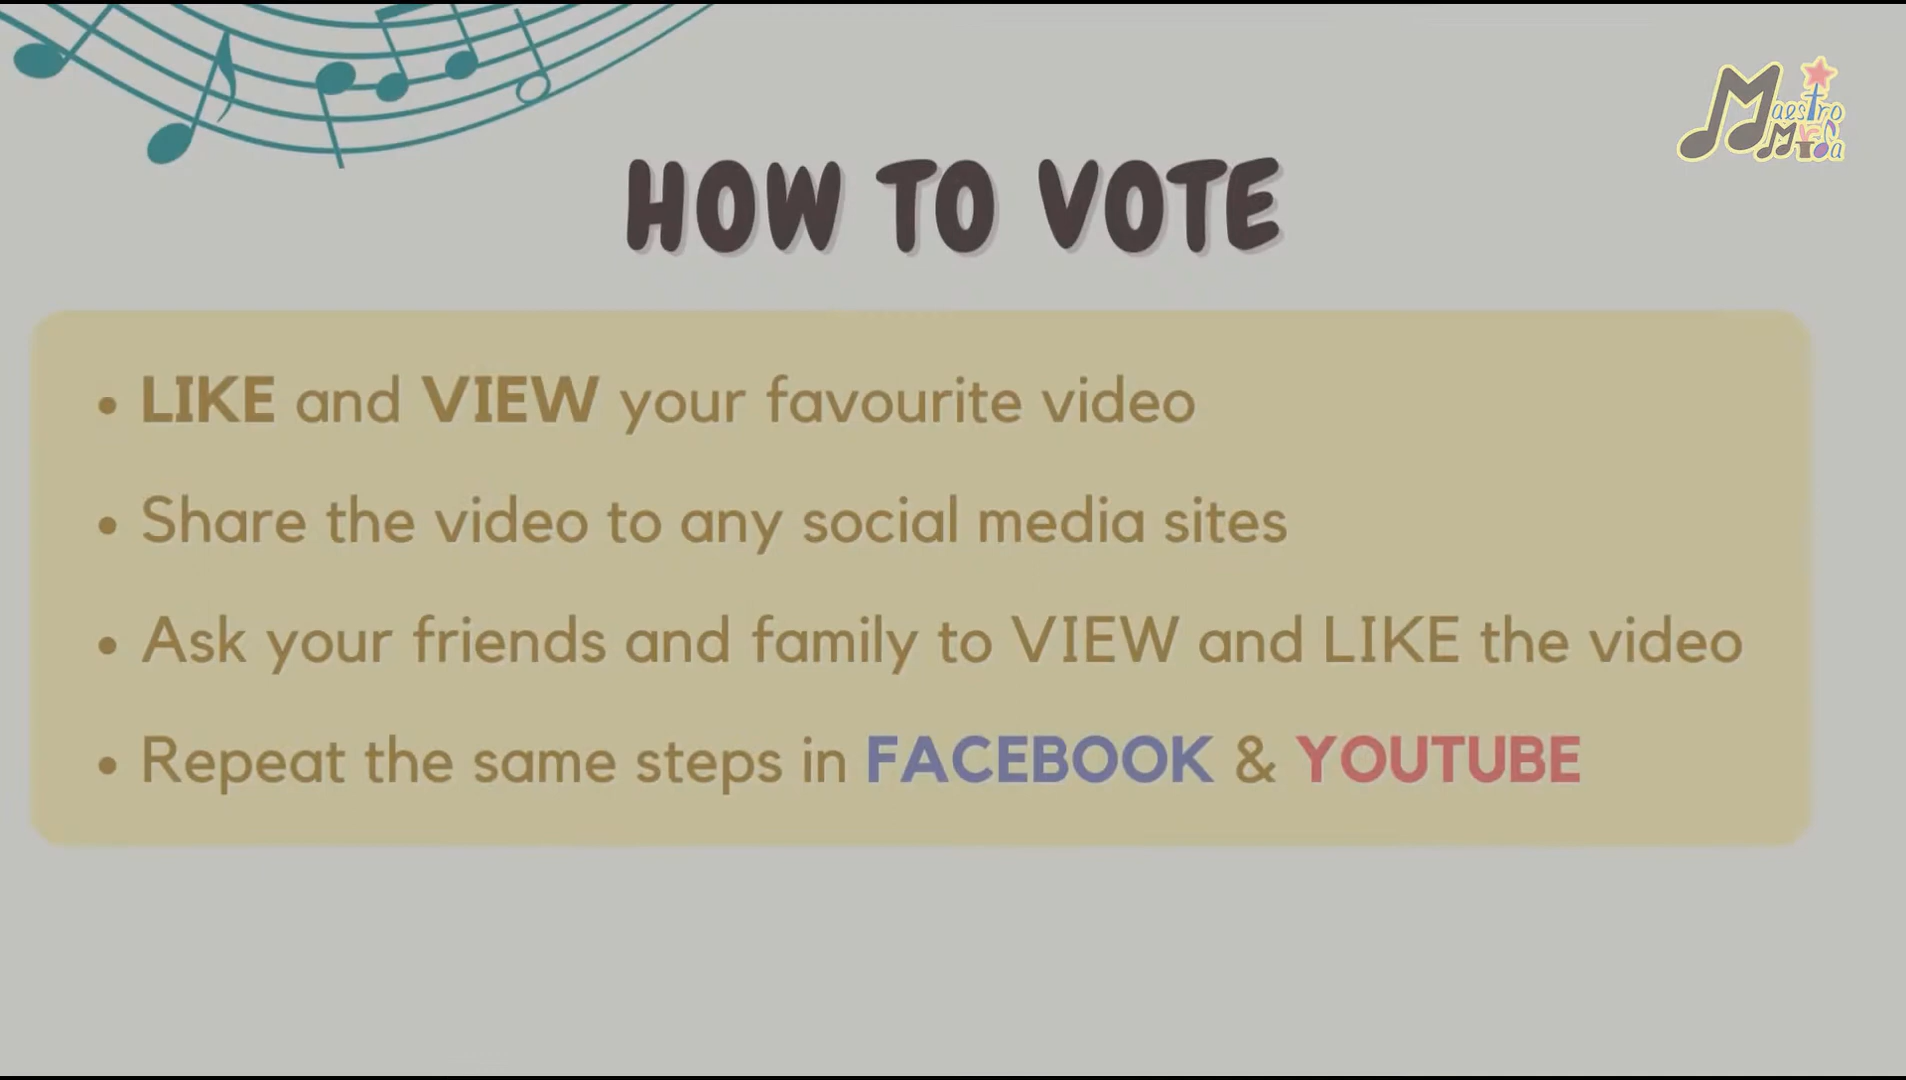 Maestro
HOW TO VOTE
• LIKE and VIEW your favourite video
• Share the video to any social media sites
• Ask your friends and family to VIEW and LIKE the video
• Repeat the same steps in FACEBOOK & YOUTUBE